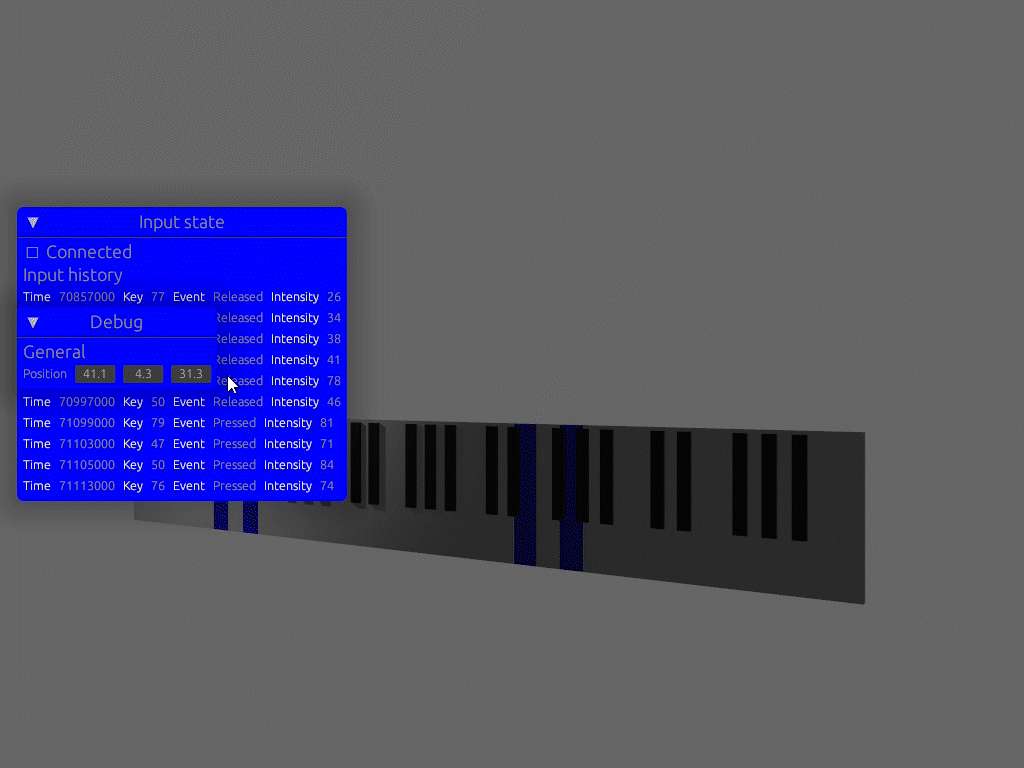 ▼ Input state
☐ Connected
Input history
Time 70857000 Key 77 Event Released Intensity 26
Released Intensity 34
▼ Debug
Released Intensity 38
General
Released Intensity 41
Position 41.1 4.3 31.3
Released Intensity 78
Time 70997000 Key 50 Event Released Intensity 46
Time 71099000 Key 79 Event Pressed Intensity 81
Time 71103000 Key 47 Event Pressed Intensity 71
Time 71105000 Key 50 Event Pressed Intensity 84
Time 71113000 Key 76 Event Pressed Intensity 74